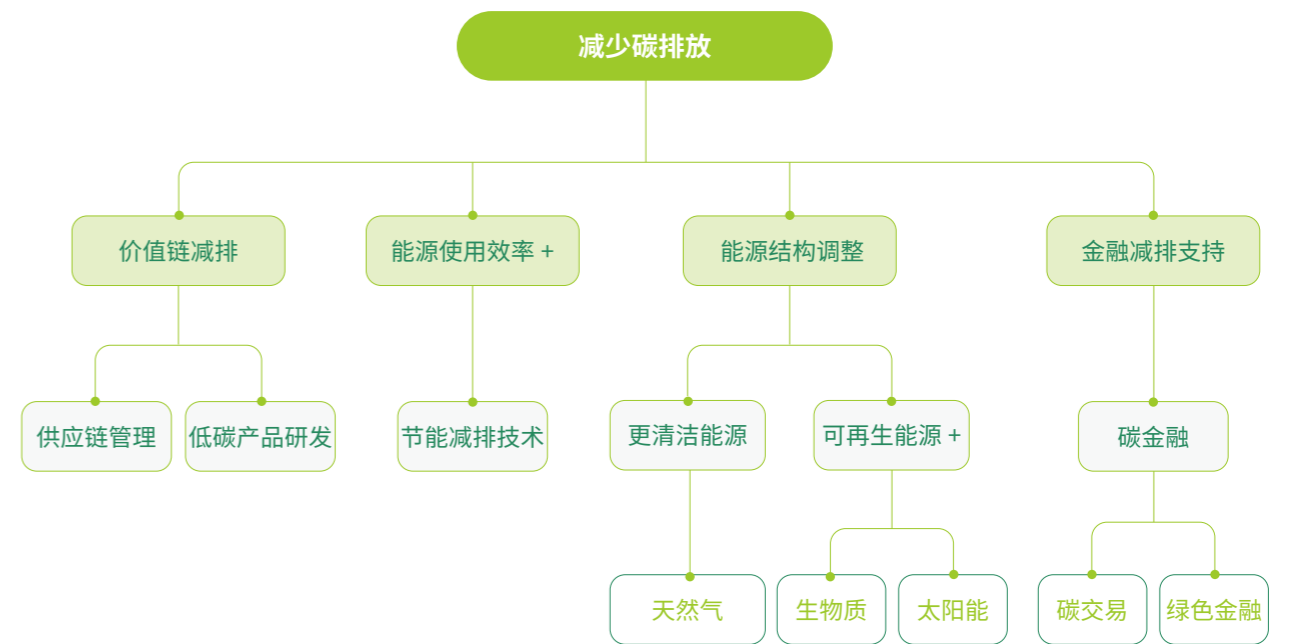 减少碳排放
价值链减排
能源使用效率 +
能源结构调整
金融减排支持
供应链管理
低碳产品研发
节能减排技术
更清洁能源
可再生能源 +
碳金融
天然气
生物质
太阳能
碳交易
绿色金融